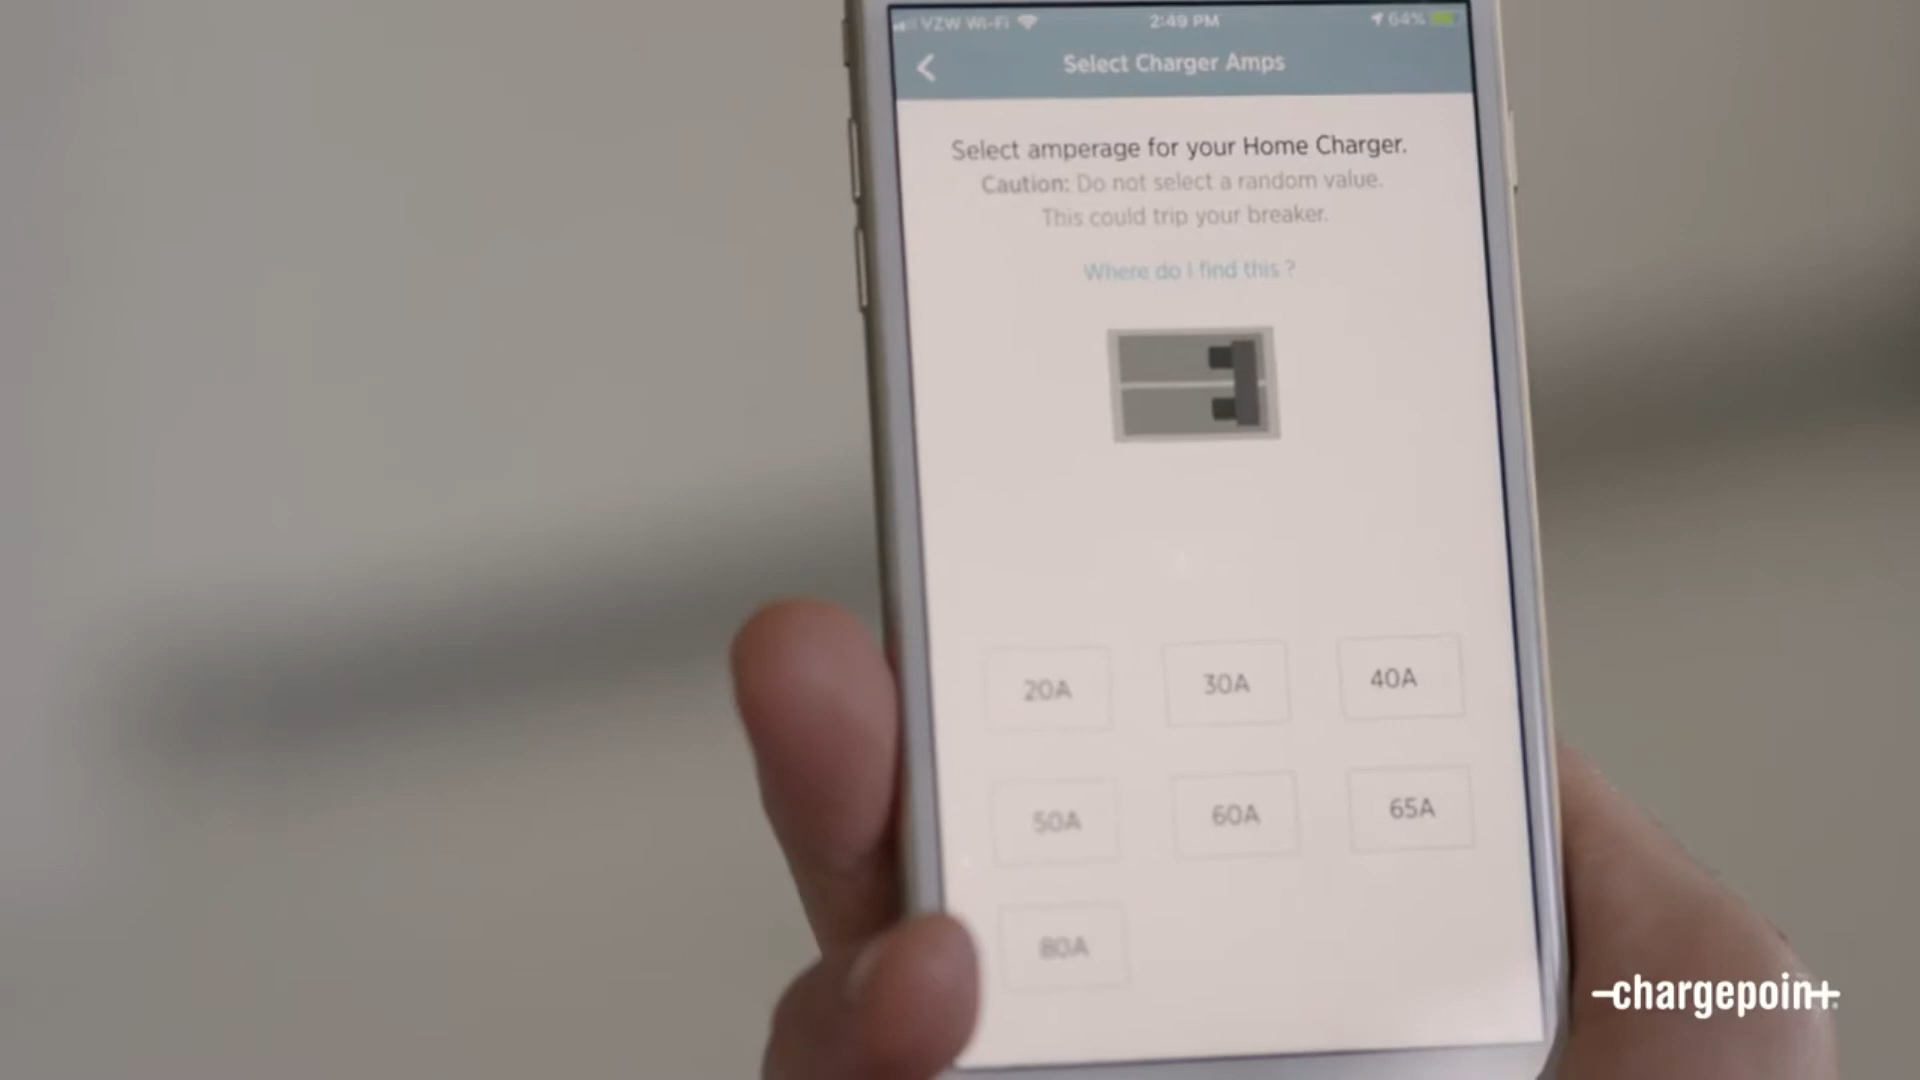 VZW Wi-Fi 2:49 PM 64%
Select Charger Amps
Select amperage for your Home Charger.
Caution: Do not select a random value.
This could trip your breaker.
Where do I find this ?
20A 30A 40A
50A 60A 65A
80A
chargepoint